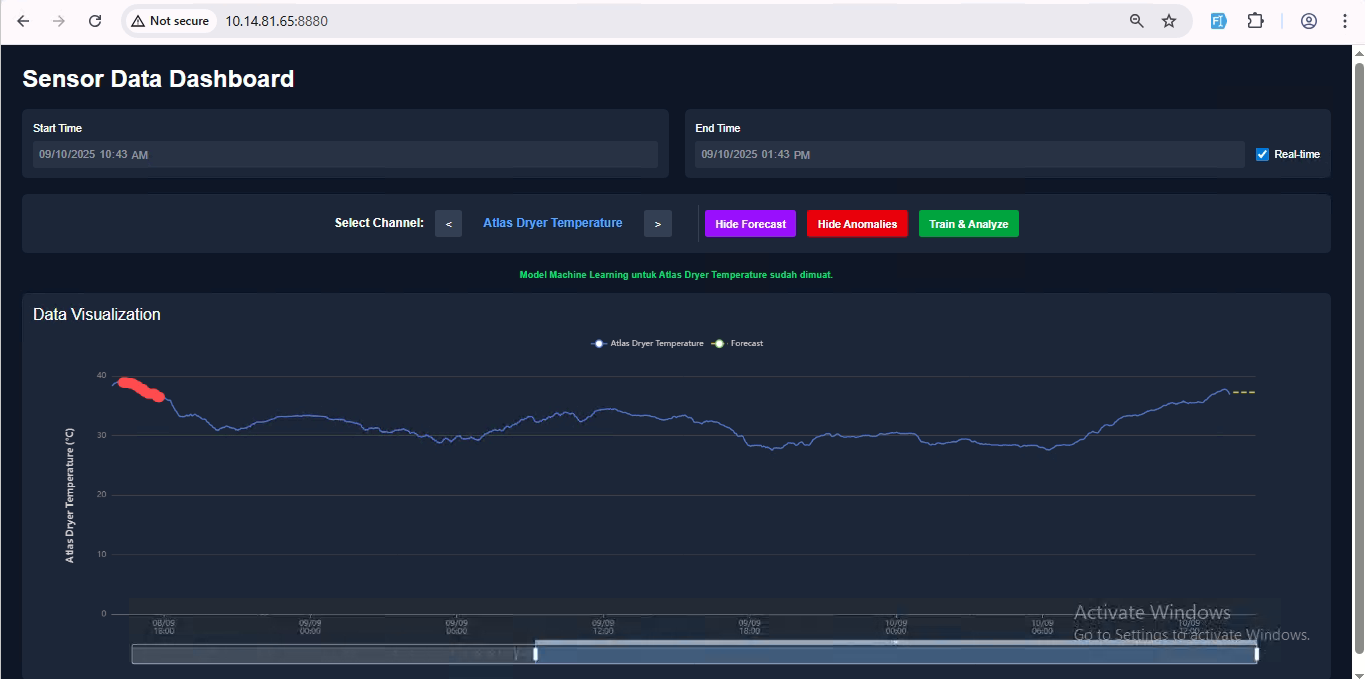 Not secure
10.14.81.65:8880
Sensor Data Dashboard
Start Time
09/10/2025 10:43 AM
End Time
09/10/2025 01:43 PM
Real-time
Select Channel:
<
Atlas Dryer Temperature
>
Hide Forecast
Hide Anomalies
Train & Analyze
Model Machine Learning untuk Atlas Dryer Temperature sudah dimuat.
Data Visualization
Atlas Dryer Temperature
Forecast
Atlas Dryer Temperature (°C)
40
30
20
10
0
08/09
18:00
09/09
00:00
09/09
06:00
09/09
12:00
09/09
18:00
10/09
00:00
10/09
06:00
10/09
12:00
Activate Windows
Go to Settings to activate Windows.